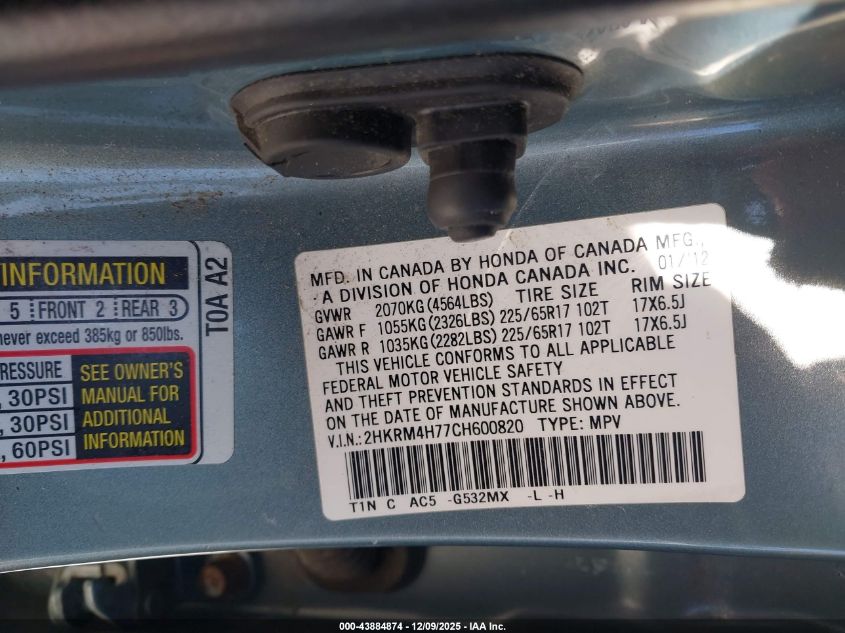 INFORMATION
5 FRONT 2 REAR 3
never exceed 385kg or 850lbs.
PRESSURE
, 30PSI
, 30PSI
, 60PSI
SEE OWNER'S
MANUAL FOR
ADDITIONAL
INFORMATION
T0A A2
MFD. IN CANADA BY HONDA OF CANADA MFG.,
A DIVISION OF HONDA CANADA INC. 01/'12
GVWR 2070KG(4564LBS) TIRE SIZE RIM SIZE
GAWR F 1055KG(2326LBS) 225/65R17 102T 17X6.5J
GAWR R 1035KG(2282LBS) 225/65R17 102T 17X6.5J
THIS VEHICLE CONFORMS TO ALL APPLICABLE
FEDERAL MOTOR VEHICLE SAFETY
AND THEFT PREVENTION STANDARDS IN EFFECT
ON THE DATE OF MANUFACTURE SHOWN ABOVE.
V.I.N.:2HKRM4H77CH600820 TYPE: MPV
T1N C AC5 -G532MX -L -H
000-43884874 | 12/09/2025 - IAA Inc.